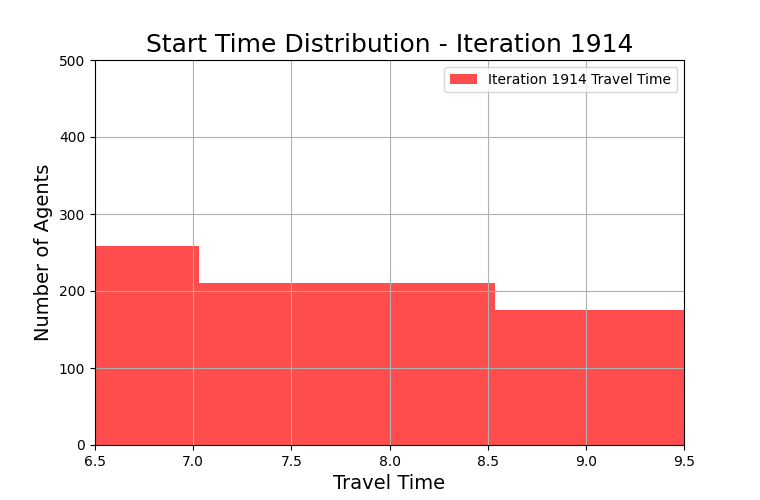 Start Time Distribution - Iteration 1914
Iteration 1914 Travel Time
Number of Agents
500
400
300
200
100
0
6.5 7.0 7.5 8.0 8.5 9.0 9.5
Travel Time